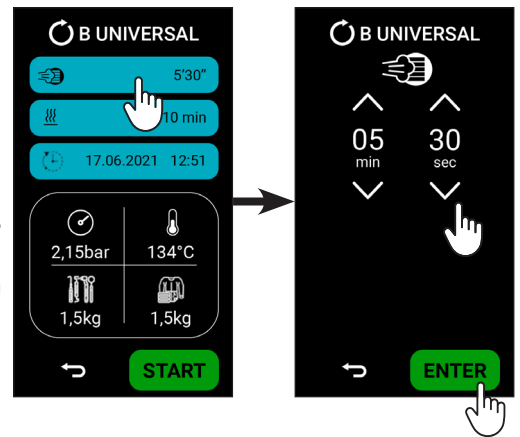 B UNIVERSAL
5'30"
10 min
17.06.2021 12:51
2,15bar 134°C
1,5kg 1,5kg
START
B UNIVERSAL
05 30
min sec
ENTER